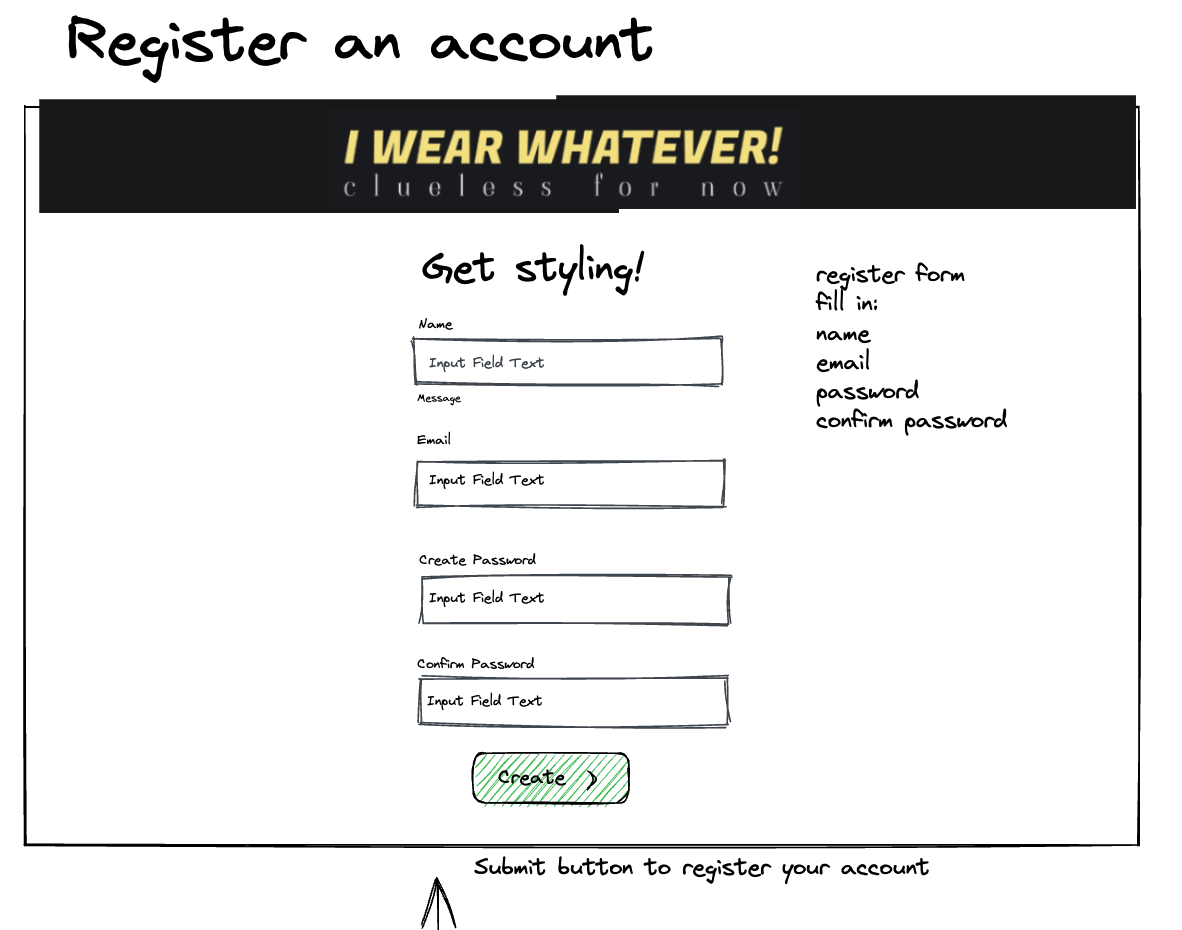 Register an account
I WEAR WHATEVER!
clueless for now
Get styling!
Name
Input Field Text
Message
Email
Input Field Text
Create Password
Input Field Text
Confirm Password
Input Field Text
Create >
register form
fill in:
name
email
password
confirm password
Submit button to register your account